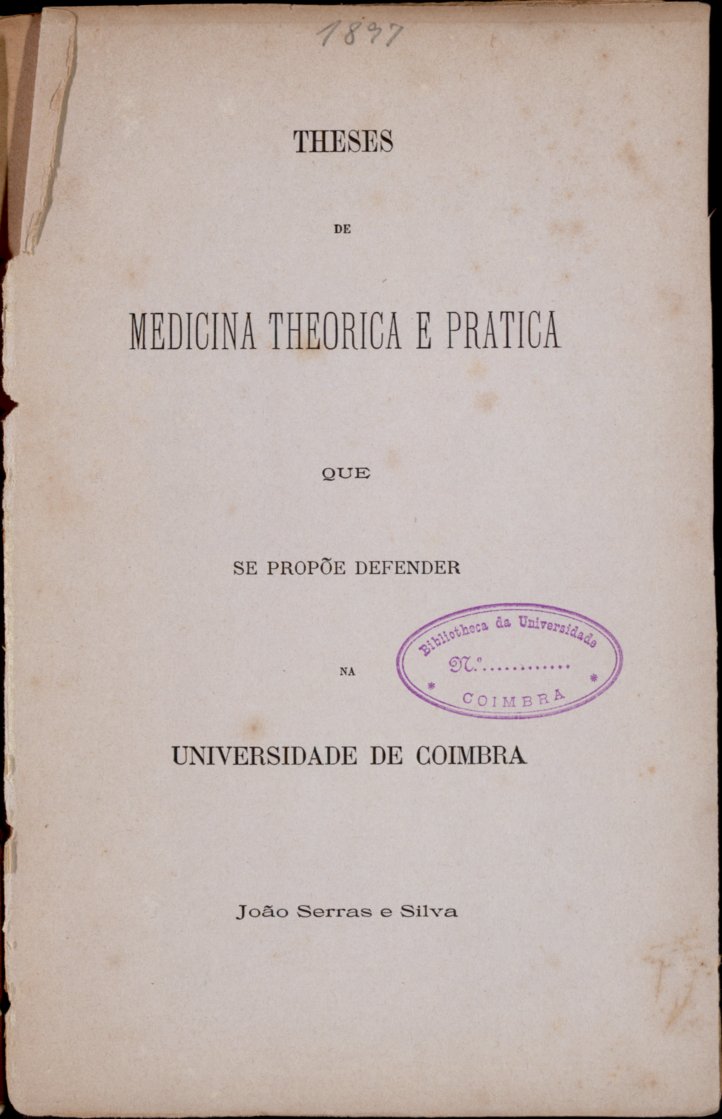 1897
THESES
DE
MEDICINA THEORICA E PRATICA
QUE
SE PROPÕE DEFENDER
Bibliotheca da Universidade
N.º............
* COIMBRA *
NA
UNIVERSIDADE DE COIMBRA
João Serras e Silva